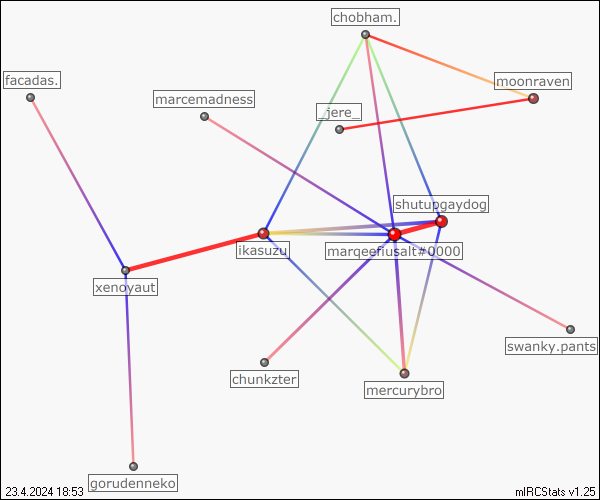 chobham.
facadas.
moonraven
marcemadness
_jere_
shutupgaydog
ikasuzu
marqeefiusalt#0000
xenoyaut
swanky.pants
chunkzter
mercurybro
gorudenneko
23.4.2024 18:53
mIRCStats v1.25